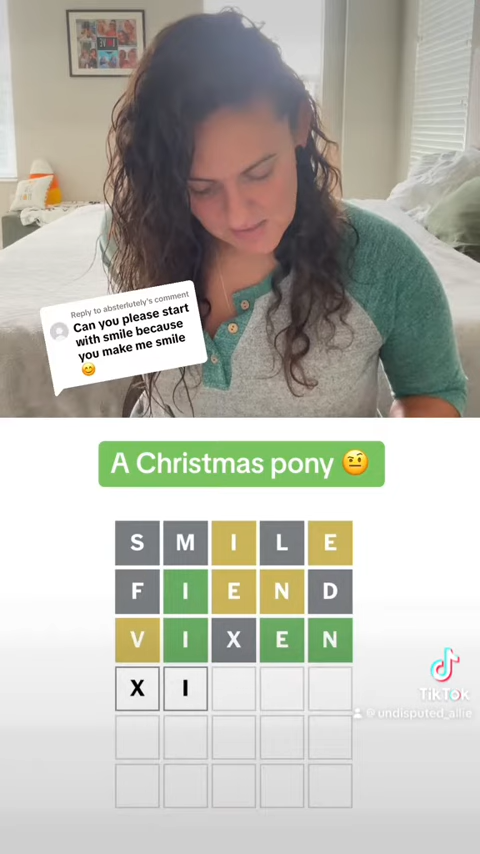 Reply to absterlutely's comment
Can you please start
with smile because
you make me smile
😊
A Christmas pony 🤨
S M I L E
F I E N D
V I X E N
X I
TikTok
@undisputed_allie